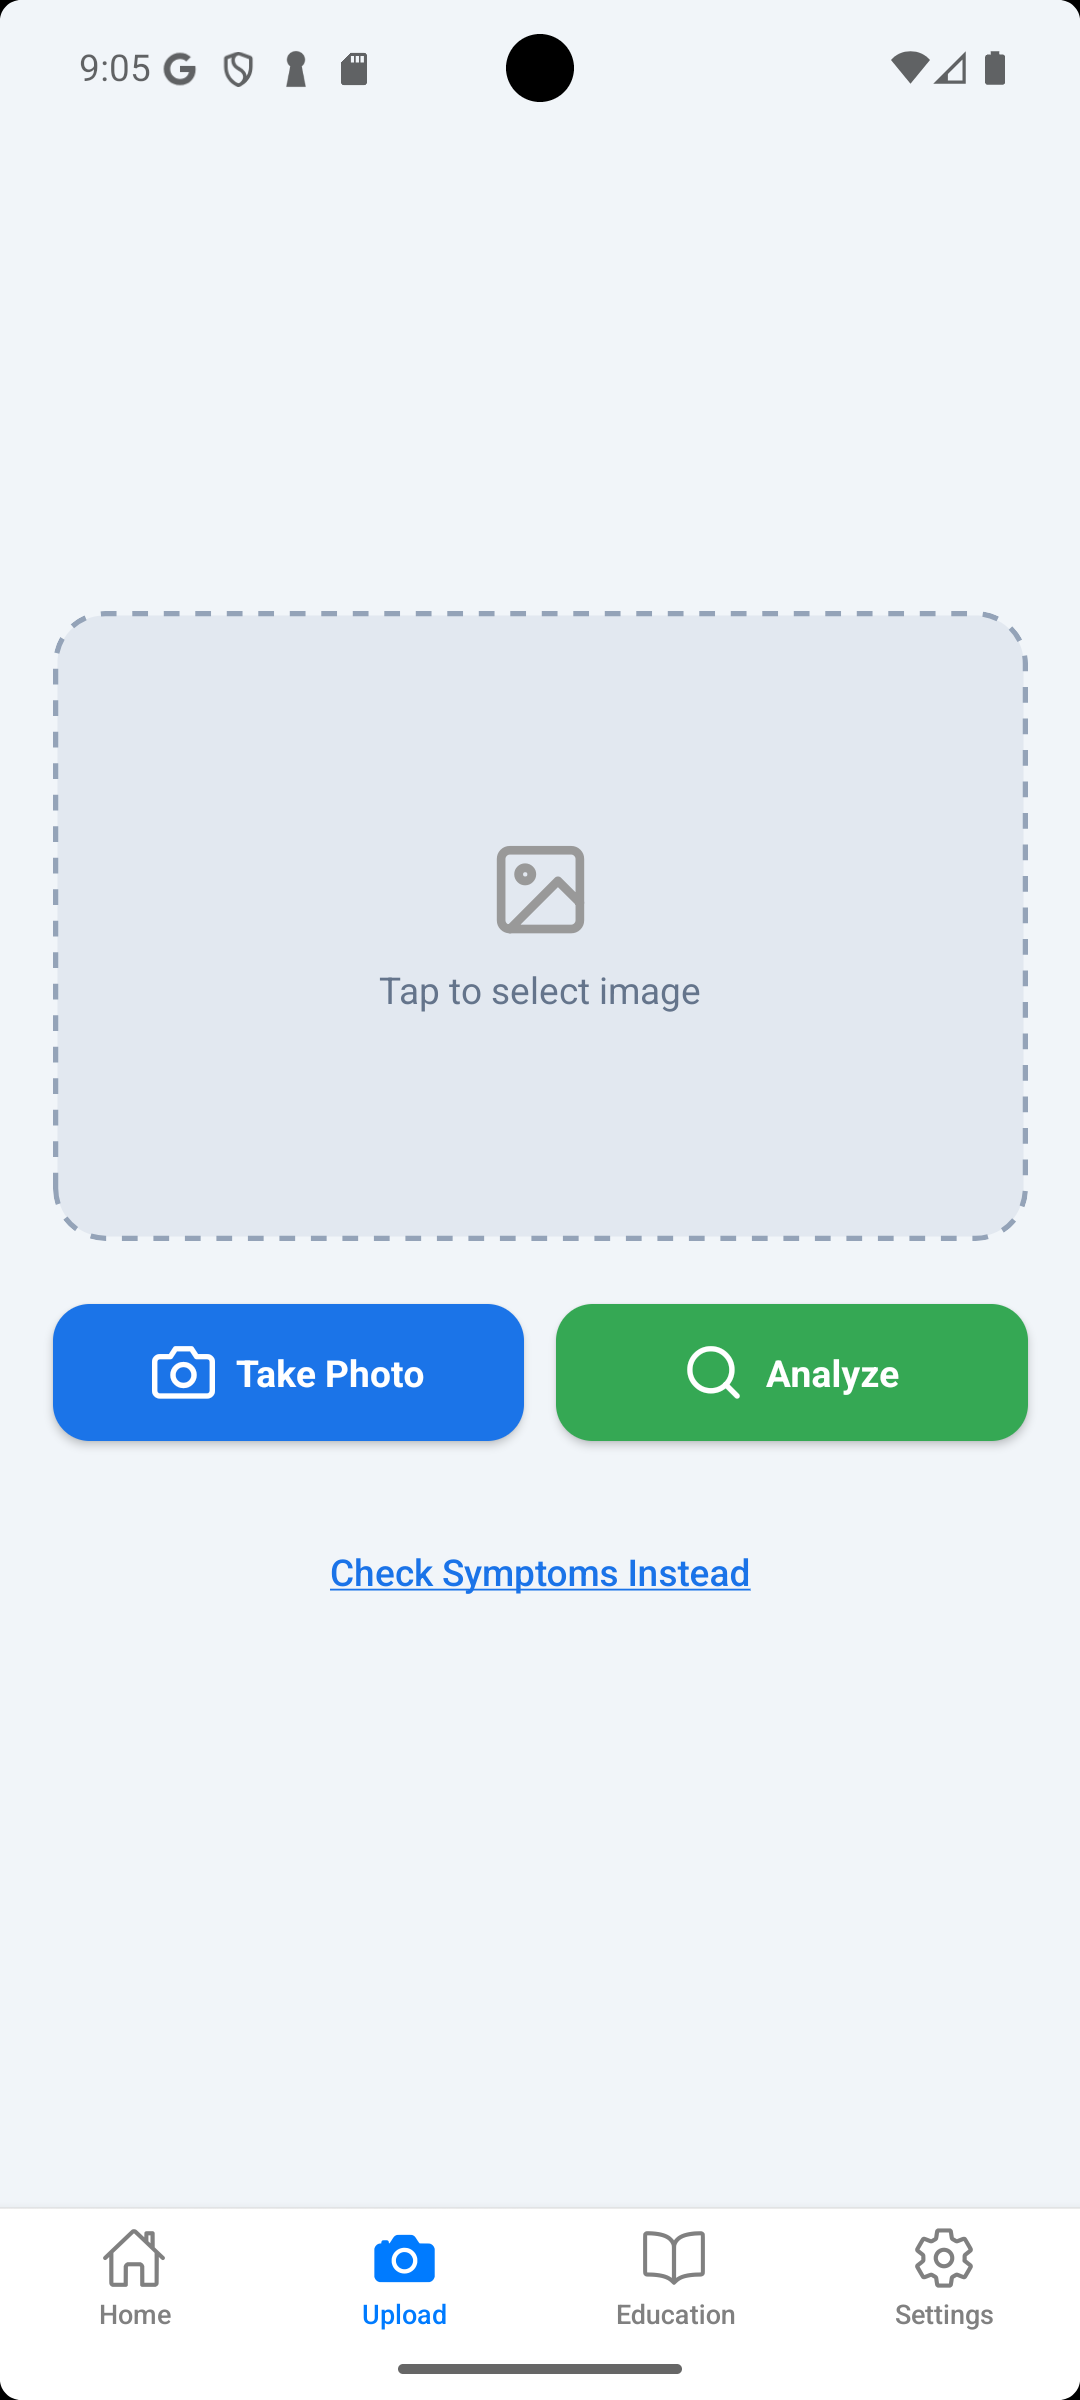 9:05
Tap to select image
Take Photo
Analyze
Check Symptoms Instead
Home
Upload
Education
Settings